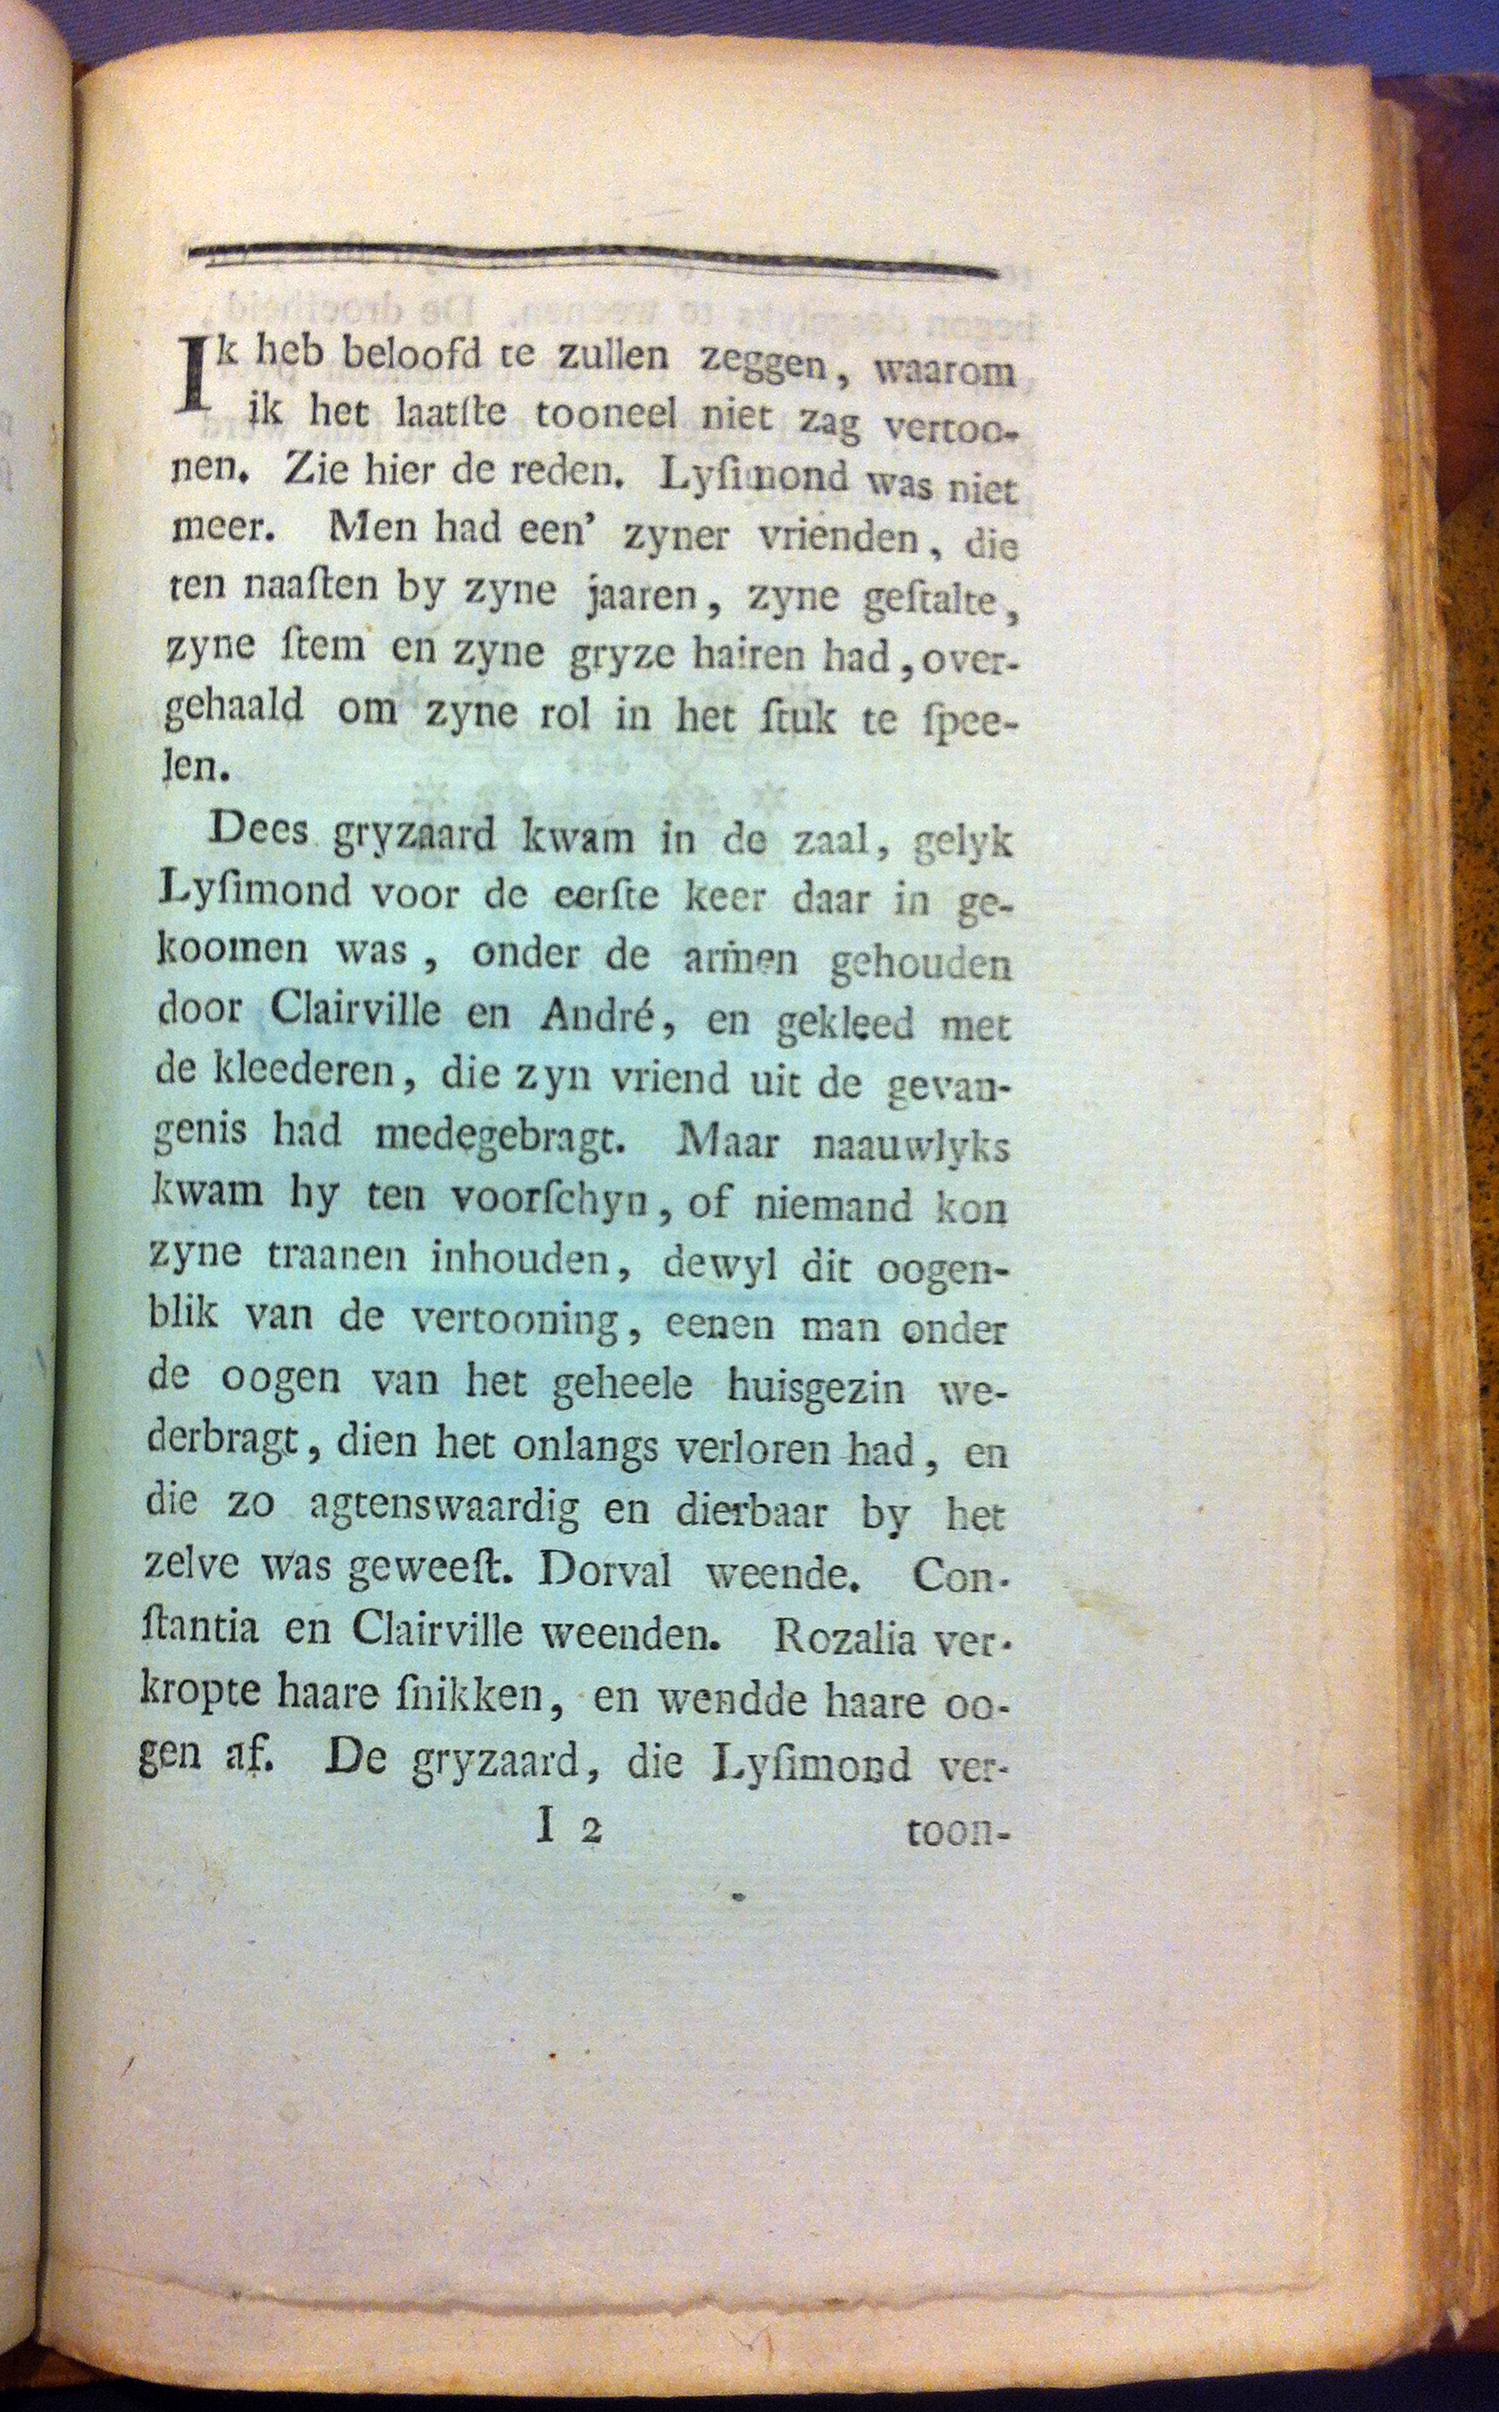 Ik heb beloofd te zullen zeggen, waarom
ik het laatſte tooneel niet zag vertoo-
nen. Zie hier de reden. Lyſimond was niet
meer. Men had een' zyner vrienden, die
ten naaſten by zyne jaaren, zyne geſtalte,
zyne ſtem en zyne gryze hairen had, over-
gehaald om zyne rol in het ſtuk te ſpee-
len.
Dees gryzaard kwam in de zaal, gelyk
Lyſimond voor de eerſte keer daar in ge-
koomen was, onder de armen gehouden
door Clairville en André, en gekleed met
de kleederen, die zyn vriend uit de gevan-
genis had medegebragt. Maar naauwlyks
kwam hy ten voorſchyn, of niemand kon
zyne traanen inhouden, dewyl dit oogen-
blik van de vertooning, eenen man onder
de oogen van het geheele huisgezin we-
derbragt, dien het onlangs verloren had, en
die zo agtenswaardig en dierbaar by het
zelve was geweeſt. Dorval weende. Con-
ſtantia en Clairville weenden. Rozalia ver-
kropte haare ſnikken, en wendde haare oo-
gen af. De gryzaard, die Lyſimond ver-
I 2 toon-